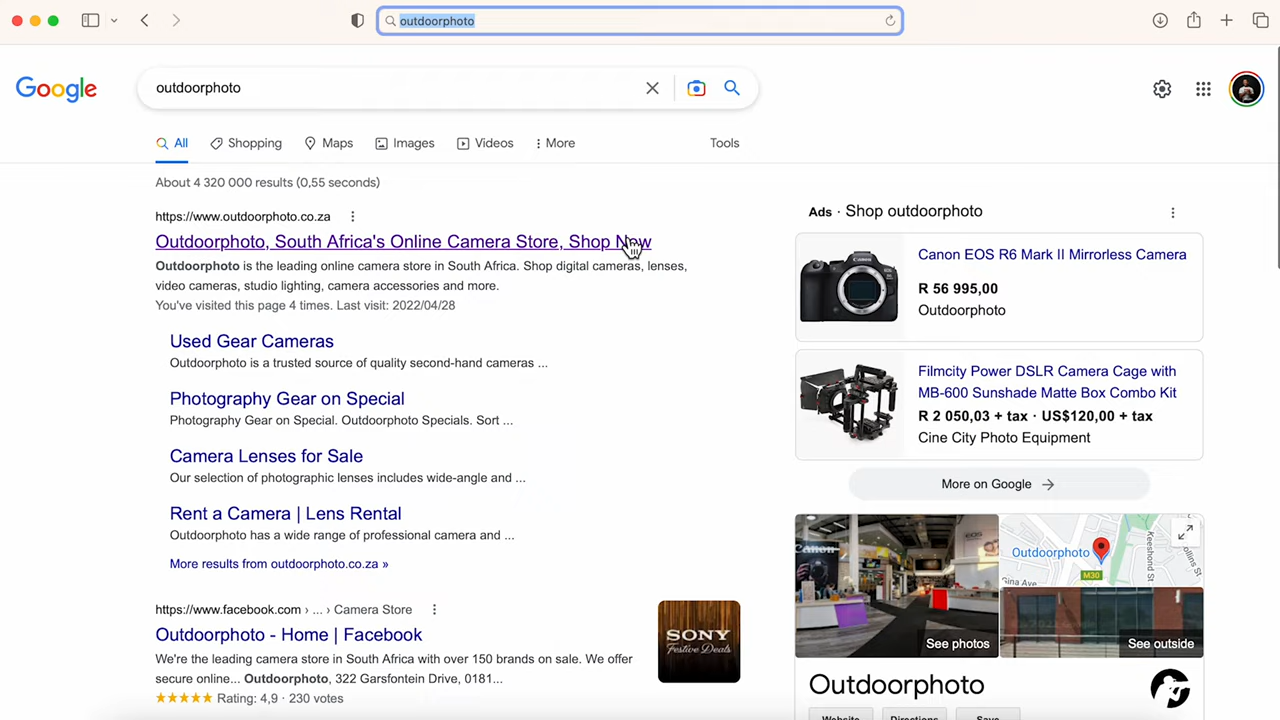 outdoorphoto
Google
outdoorphoto
All
Shopping
Maps
Images
Videos
More
Tools
About 4 320 000 results (0,55 seconds)
https://www.outdoorphoto.co.za
Outdoorphoto, South Africa's Online Camera Store, Shop Now
Outdoorphoto is the leading online camera store in South Africa. Shop digital cameras, lenses,
video cameras, studio lighting, camera accessories and more.
You've visited this page 4 times. Last visit: 2022/04/28
Used Gear Cameras
Outdoorphoto is a trusted source of quality second-hand cameras ...
Photography Gear on Special
Photography Gear on Special. Outdoorphoto Specials. Sort ...
Camera Lenses for Sale
Our selection of photographic lenses includes wide-angle and ...
Rent a Camera | Lens Rental
Outdoorphoto has a wide range of professional camera and ...
More results from outdoorphoto.co.za »
https://www.facebook.com › ... › Camera Store
Outdoorphoto - Home | Facebook
We're the leading camera store in South Africa with over 150 brands on sale. We offer
secure online... Outdoorphoto, 322 Garsfontein Drive, 0181...
Rating: 4,9 · 230 votes
SONY
Festive Deals
Ads · Shop outdoorphoto
Canon EOS R6 Mark II Mirrorless Camera
R 56 995,00
Outdoorphoto
Filmcity Power DSLR Camera Cage with
MB-600 Sunshade Matte Box Combo Kit
R 2 050,03 + tax · US$120,00 + tax
Cine City Photo Equipment
More on Google
Canon
See photos
Outdoorphoto
M30
Gina Ave
Keeshond St
Collins St
See outside
Outdoorphoto
Website
Directions
Save